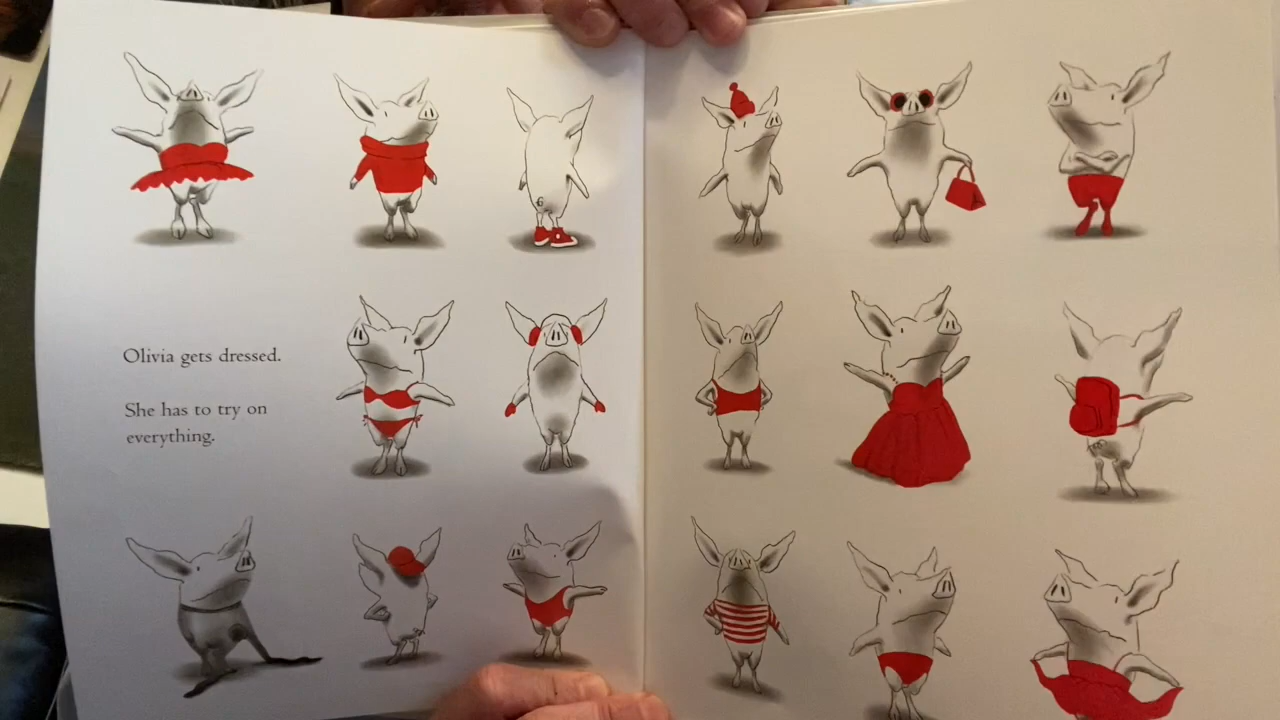 Olivia gets dressed.
She has to try on
everything.